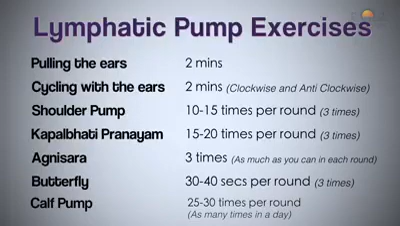 Lymphatic Pump Exercises
Pulling the ears 2 mins
Cycling with the ears 2 mins (Clockwise and Anti Clockwise)
Shoulder Pump 10-15 times per round (3 times)
Kapalbhati Pranayam 15-20 times per round (3 times)
Agnisara 3 times (As much as you can in each round)
Butterfly 30-40 secs per round (3 times)
Calf Pump 25-30 times per round
(As many times in a day)